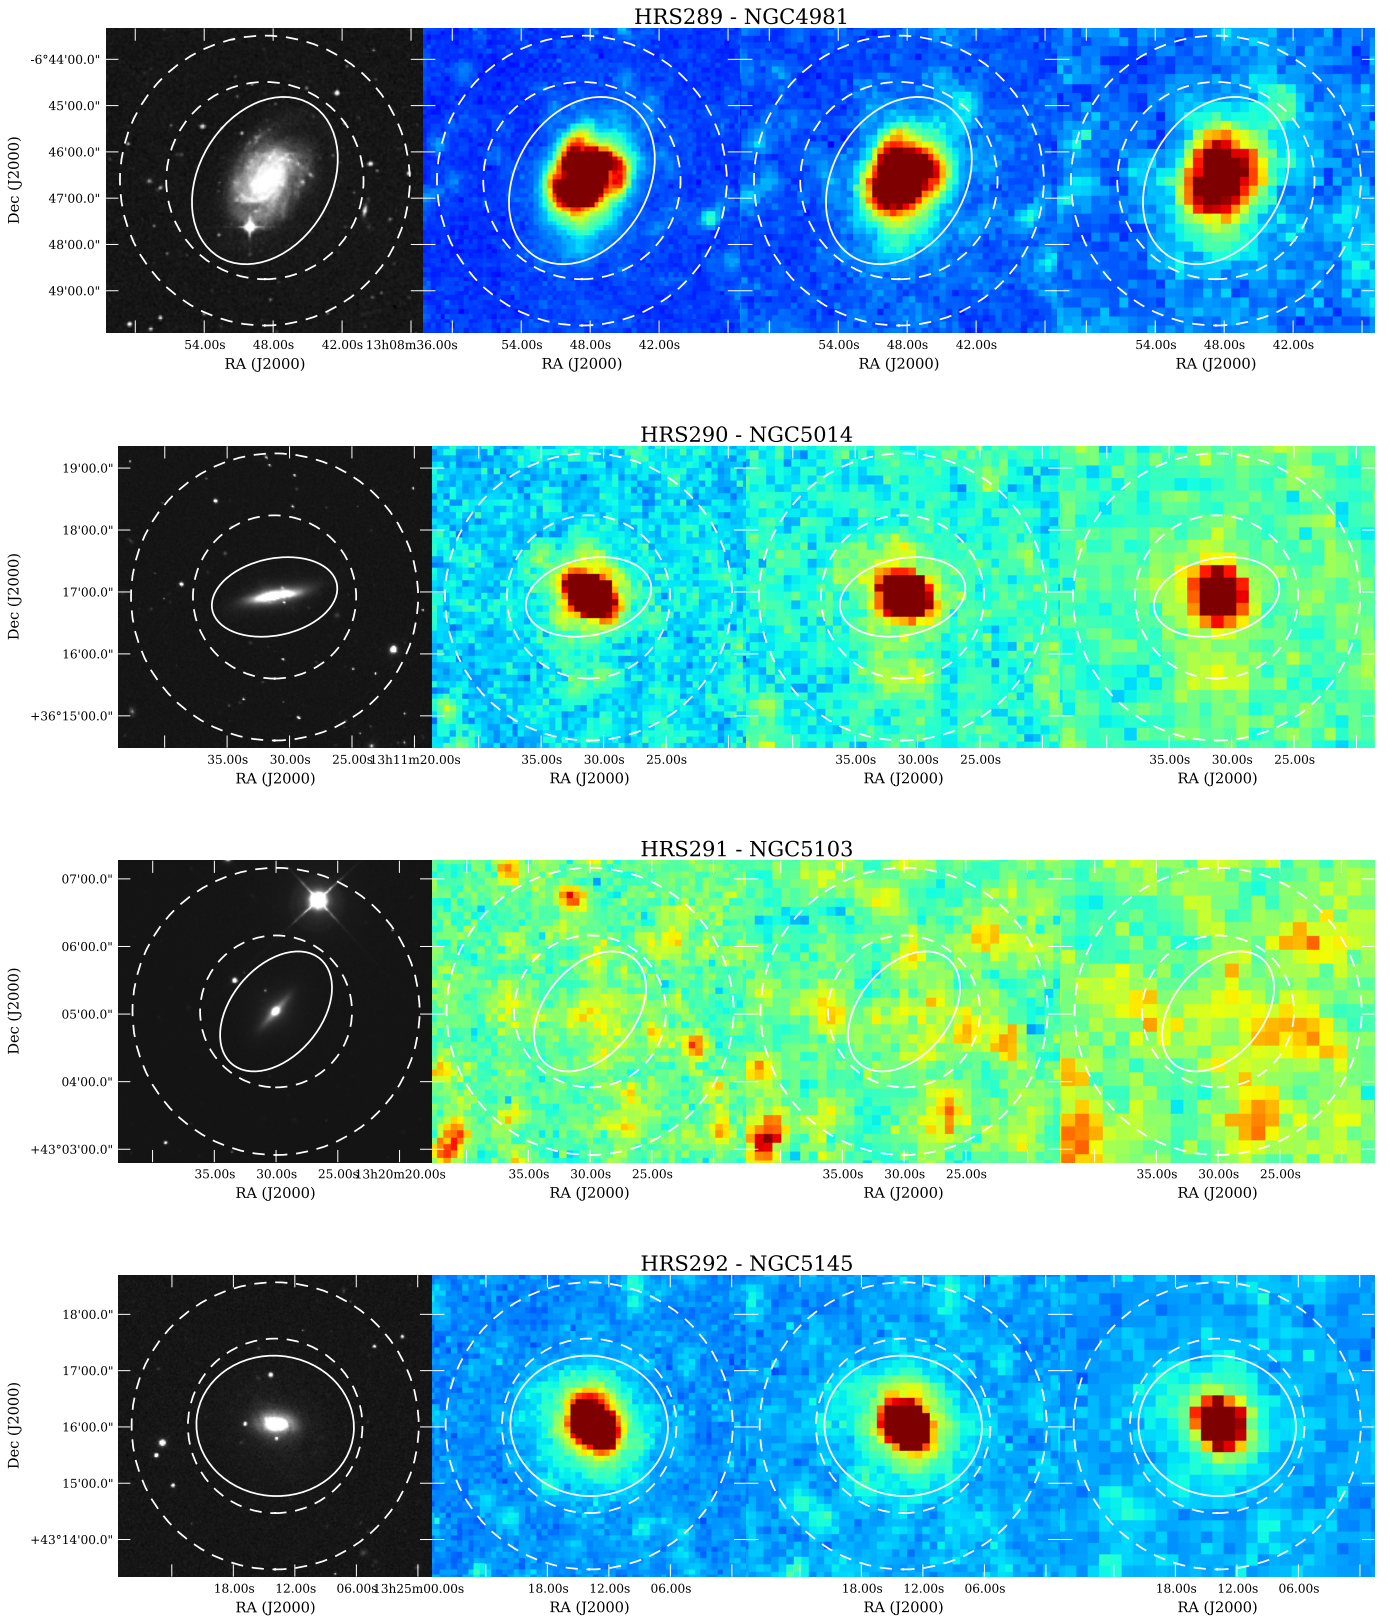 HRS289 - NGC4981
-6°44'00.0"
45'00.0"
46'00.0"
47'00.0"
48'00.0"
49'00.0"
Dec (J2000)
54.00s 48.00s 42.00s 13h08m36.00s 54.00s 48.00s 42.00s 54.00s 48.00s 42.00s 54.00s 48.00s 42.00s
RA (J2000) RA (J2000) RA (J2000) RA (J2000)
HRS290 - NGC5014
19'00.0"
18'00.0"
17'00.0"
16'00.0"
+36°15'00.0"
Dec (J2000)
35.00s 30.00s 25.00s 13h11m20.00s 35.00s 30.00s 25.00s 35.00s 30.00s 25.00s 35.00s 30.00s 25.00s
RA (J2000) RA (J2000) RA (J2000) RA (J2000)
HRS291 - NGC5103
07'00.0"
06'00.0"
05'00.0"
04'00.0"
+43°03'00.0"
Dec (J2000)
35.00s 30.00s 25.00s 13h20m20.00s 35.00s 30.00s 25.00s 35.00s 30.00s 25.00s 35.00s 30.00s 25.00s
RA (J2000) RA (J2000) RA (J2000) RA (J2000)
HRS292 - NGC5145
18'00.0"
17'00.0"
16'00.0"
15'00.0"
+43°14'00.0"
Dec (J2000)
18.00s 12.00s 06.00s 13h25m00.00s 18.00s 12.00s 06.00s 18.00s 12.00s 06.00s 18.00s 12.00s 06.00s
RA (J2000) RA (J2000) RA (J2000) RA (J2000)